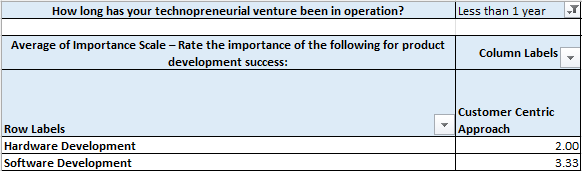 How long has your technopreneurial venture been in operation? Less than 1 year
Average of Importance Scale – Rate the importance of the following for product
development success:
Column Labels
Row Labels
Customer Centric
Approach
Hardware Development 2.00
Software Development 3.33